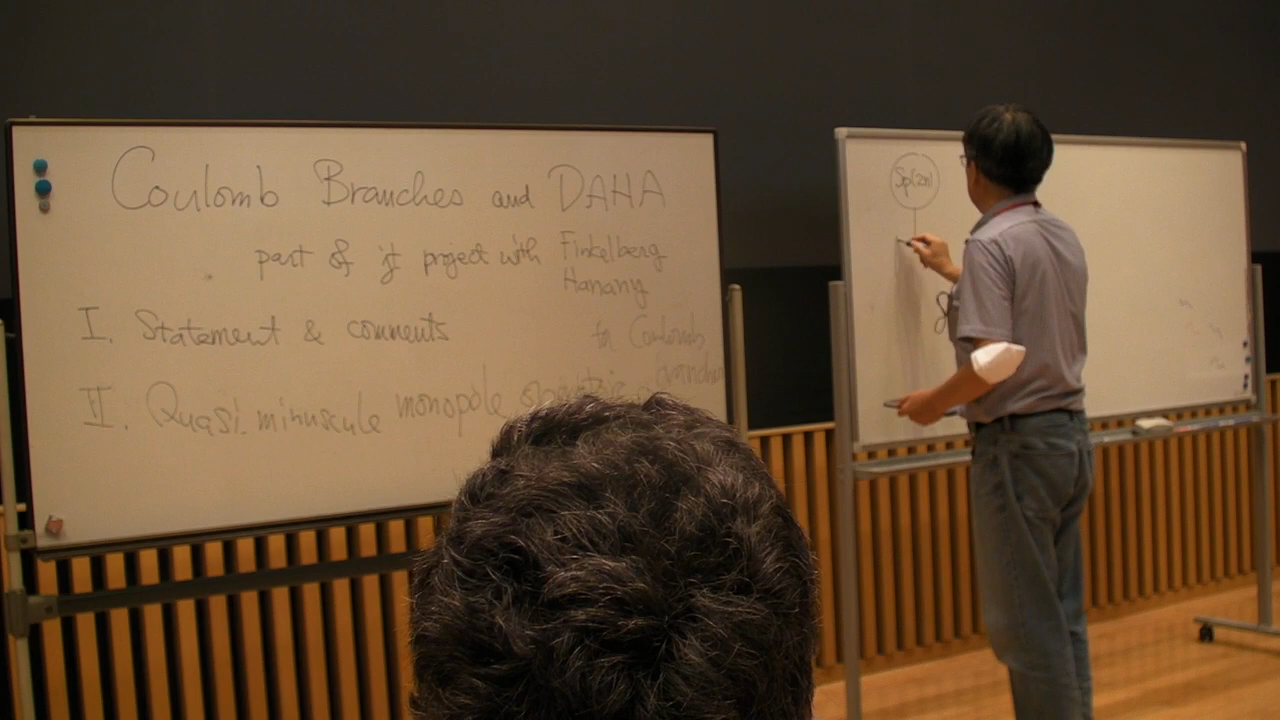 Coulomb Branches and DAHA
part of jt project with Finkelberg
Hanany
I. Statement & comments
for Coulomb
branches
II. Quasi-minuscule monopole
Sp(2n)